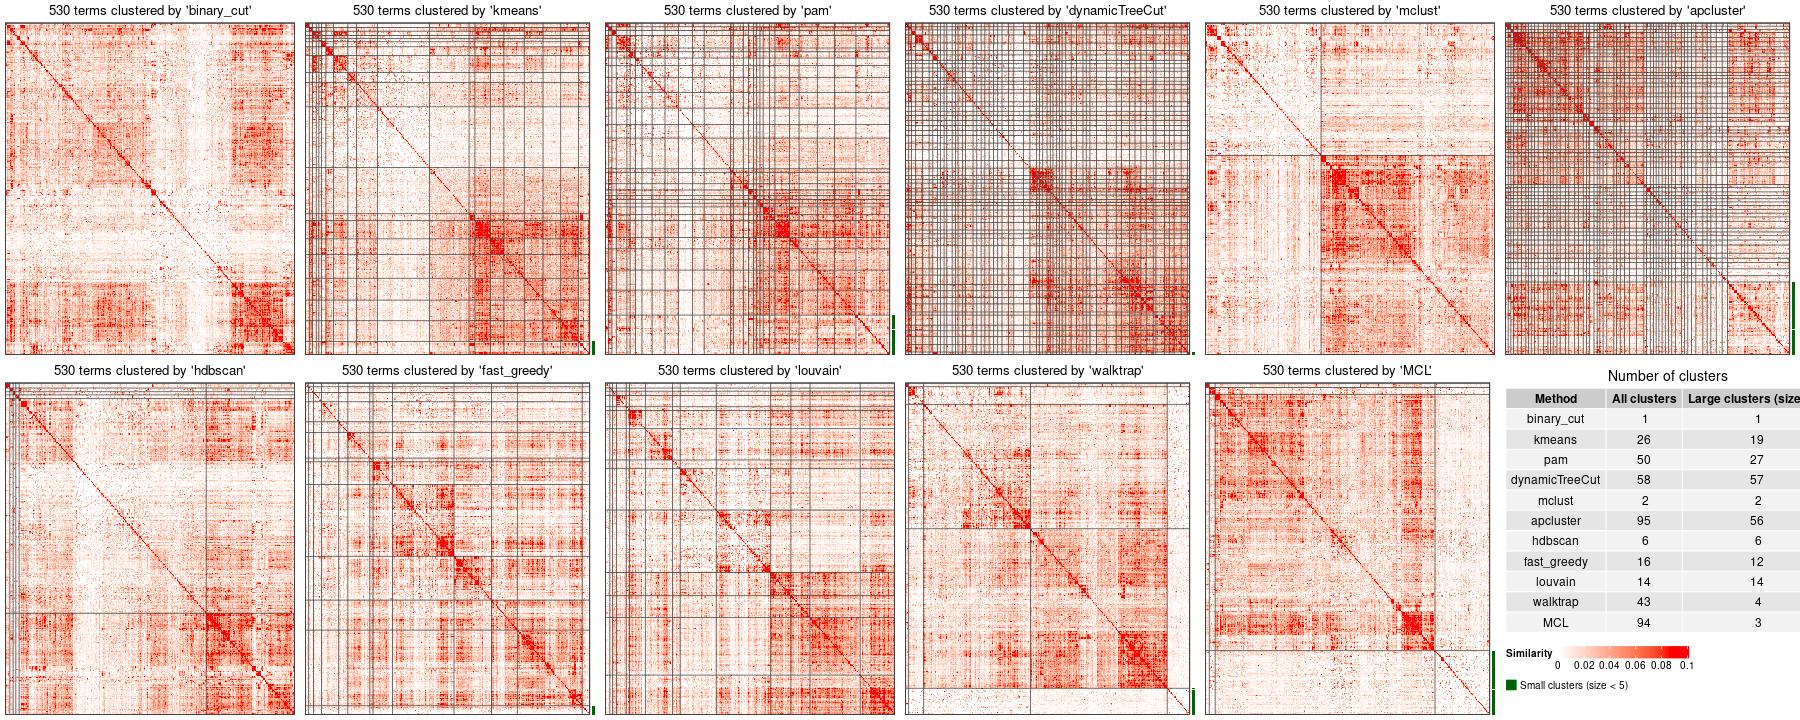 530 terms clustered by 'binary_cut'
530 terms clustered by 'kmeans'
530 terms clustered by 'pam'
530 terms clustered by 'dynamicTreeCut'
530 terms clustered by 'mclust'
530 terms clustered by 'apcluster'
530 terms clustered by 'hdbscan'
530 terms clustered by 'fast_greedy'
530 terms clustered by 'louvain'
530 terms clustered by 'walktrap'
530 terms clustered by 'MCL'
Number of clusters
Method All clusters Large clusters (size
binary_cut 1 1
kmeans 26 19
pam 50 27
dynamicTreeCut 58 57
mclust 2 2
apcluster 95 56
hdbscan 6 6
fast_greedy 16 12
louvain 14 14
walktrap 43 4
MCL 94 3
Similarity
0 0.02 0.04 0.06 0.08 0.1
Small clusters (size < 5)